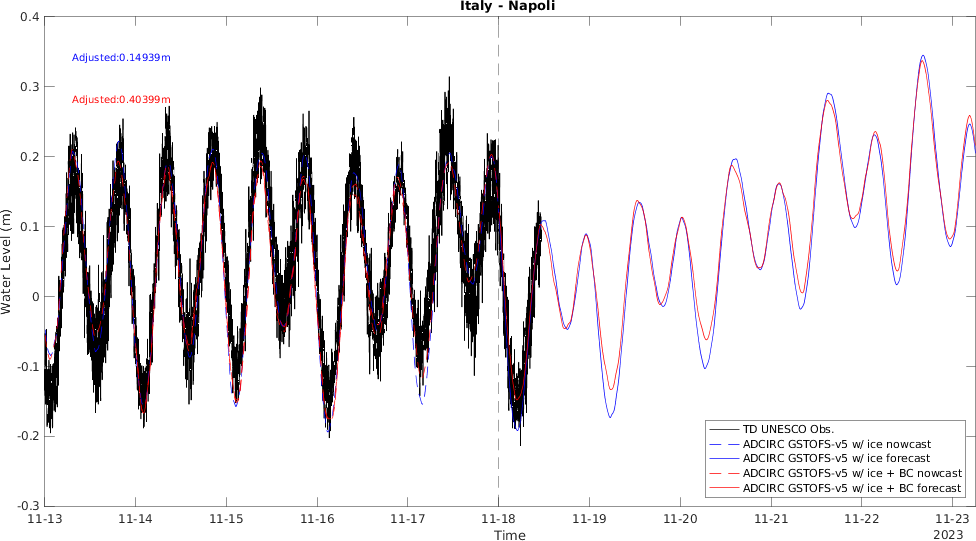 Italy - Napoli
Adjusted:0.14939m
Adjusted:0.40399m
Water Level (m)
0.4
0.3
0.2
0.1
0
-0.1
-0.2
-0.3
TD UNESCO Obs.
ADCIRC GSTOFS-v5 w/ ice nowcast
ADCIRC GSTOFS-v5 w/ ice forecast
ADCIRC GSTOFS-v5 w/ ice + BC nowcast
ADCIRC GSTOFS-v5 w/ ice + BC forecast
11-13 11-14 11-15 11-16 11-17 11-18 11-19 11-20 11-21 11-22 11-23
Time
2023